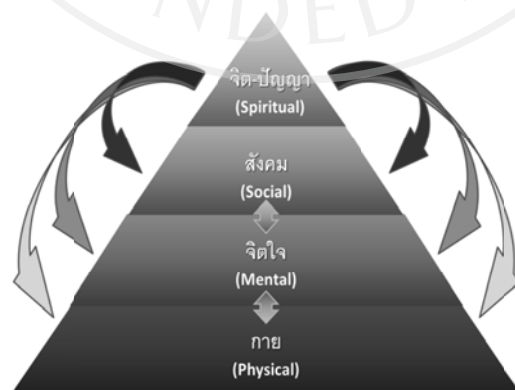 จิต-ปัญญา
(Spiritual)
สังคม
(Social)
จิตใจ
(Mental)
กาย
(Physical)